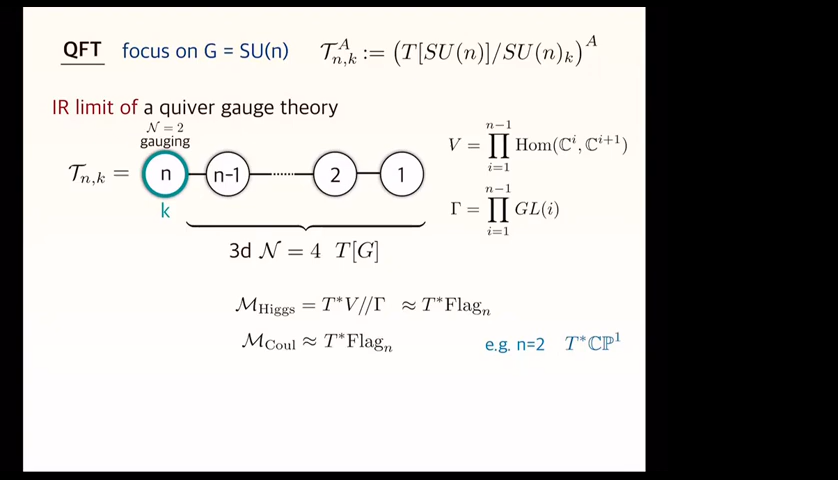 QFT focus on G = SU(n) $\mathcal{T}^A_{n,k} := (T[SU(n)]/SU(n)_k)^A$
IR limit of a quiver gauge theory
$\mathcal{N} = 2$
gauging
$\mathcal{T}_{n,k} =$ n n-1 ...... 2 1
k
3d $\mathcal{N} = 4$ $T[G]$
$V = \prod_{i=1}^{n-1} \mathrm{Hom}(\mathbb{C}^i, \mathbb{C}^{i+1})$
$\Gamma = \prod_{i=1}^{n-1} GL(i)$
$\mathcal{M}_{\mathrm{Higgs}} = T^*V//\Gamma \approx T^*\mathrm{Flag}_n$
$\mathcal{M}_{\mathrm{Coul}} \approx T^*\mathrm{Flag}_n$ e.g. n=2 $T^*\mathbb{CP}^1$